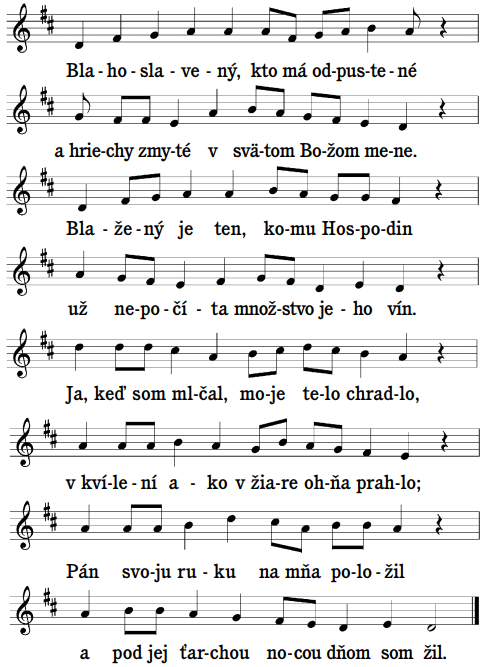 Bla - ho - sla - ve - ný, kto má od - pus - te - né
a hrie - chy zmy - té v svä - tom Bo - žom me - ne.
Bla - že - ný je ten, ko - mu Hos - po - din
už ne - po - čí - ta množ - stvo je - ho vín.
Ja, keď som ml - čal, mo - je te - lo chrad - lo,
v kví - le - ní a - ko v žia - re oh - ňa prah - lo;
Pán svo - ju ru - ku na mňa po - lo - žil
a pod jej ťar - chou no - cou dňom som žil.